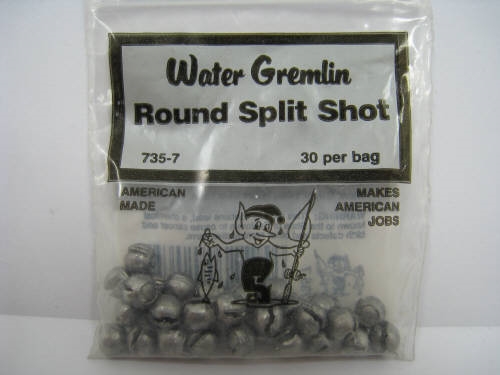 Water Gremlin
Round Split Shot
735-7 30 per bag
AMERICAN MADE
MAKES AMERICAN JOBS